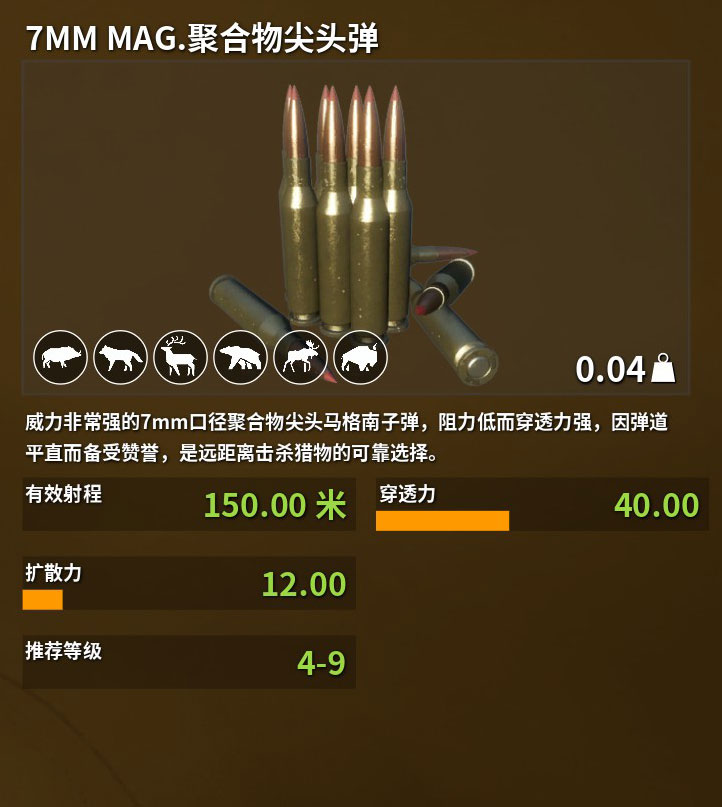 7MM MAG.聚合物尖头弹
0.04
威力非常强的7mm口径聚合物尖头马格南子弹，阻力低而穿透力强，因弹道
平直而备受赞誉，是远距离击杀猎物的可靠选择。
有效射程 150.00 米
穿透力 40.00
扩散力 12.00
推荐等级 4-9